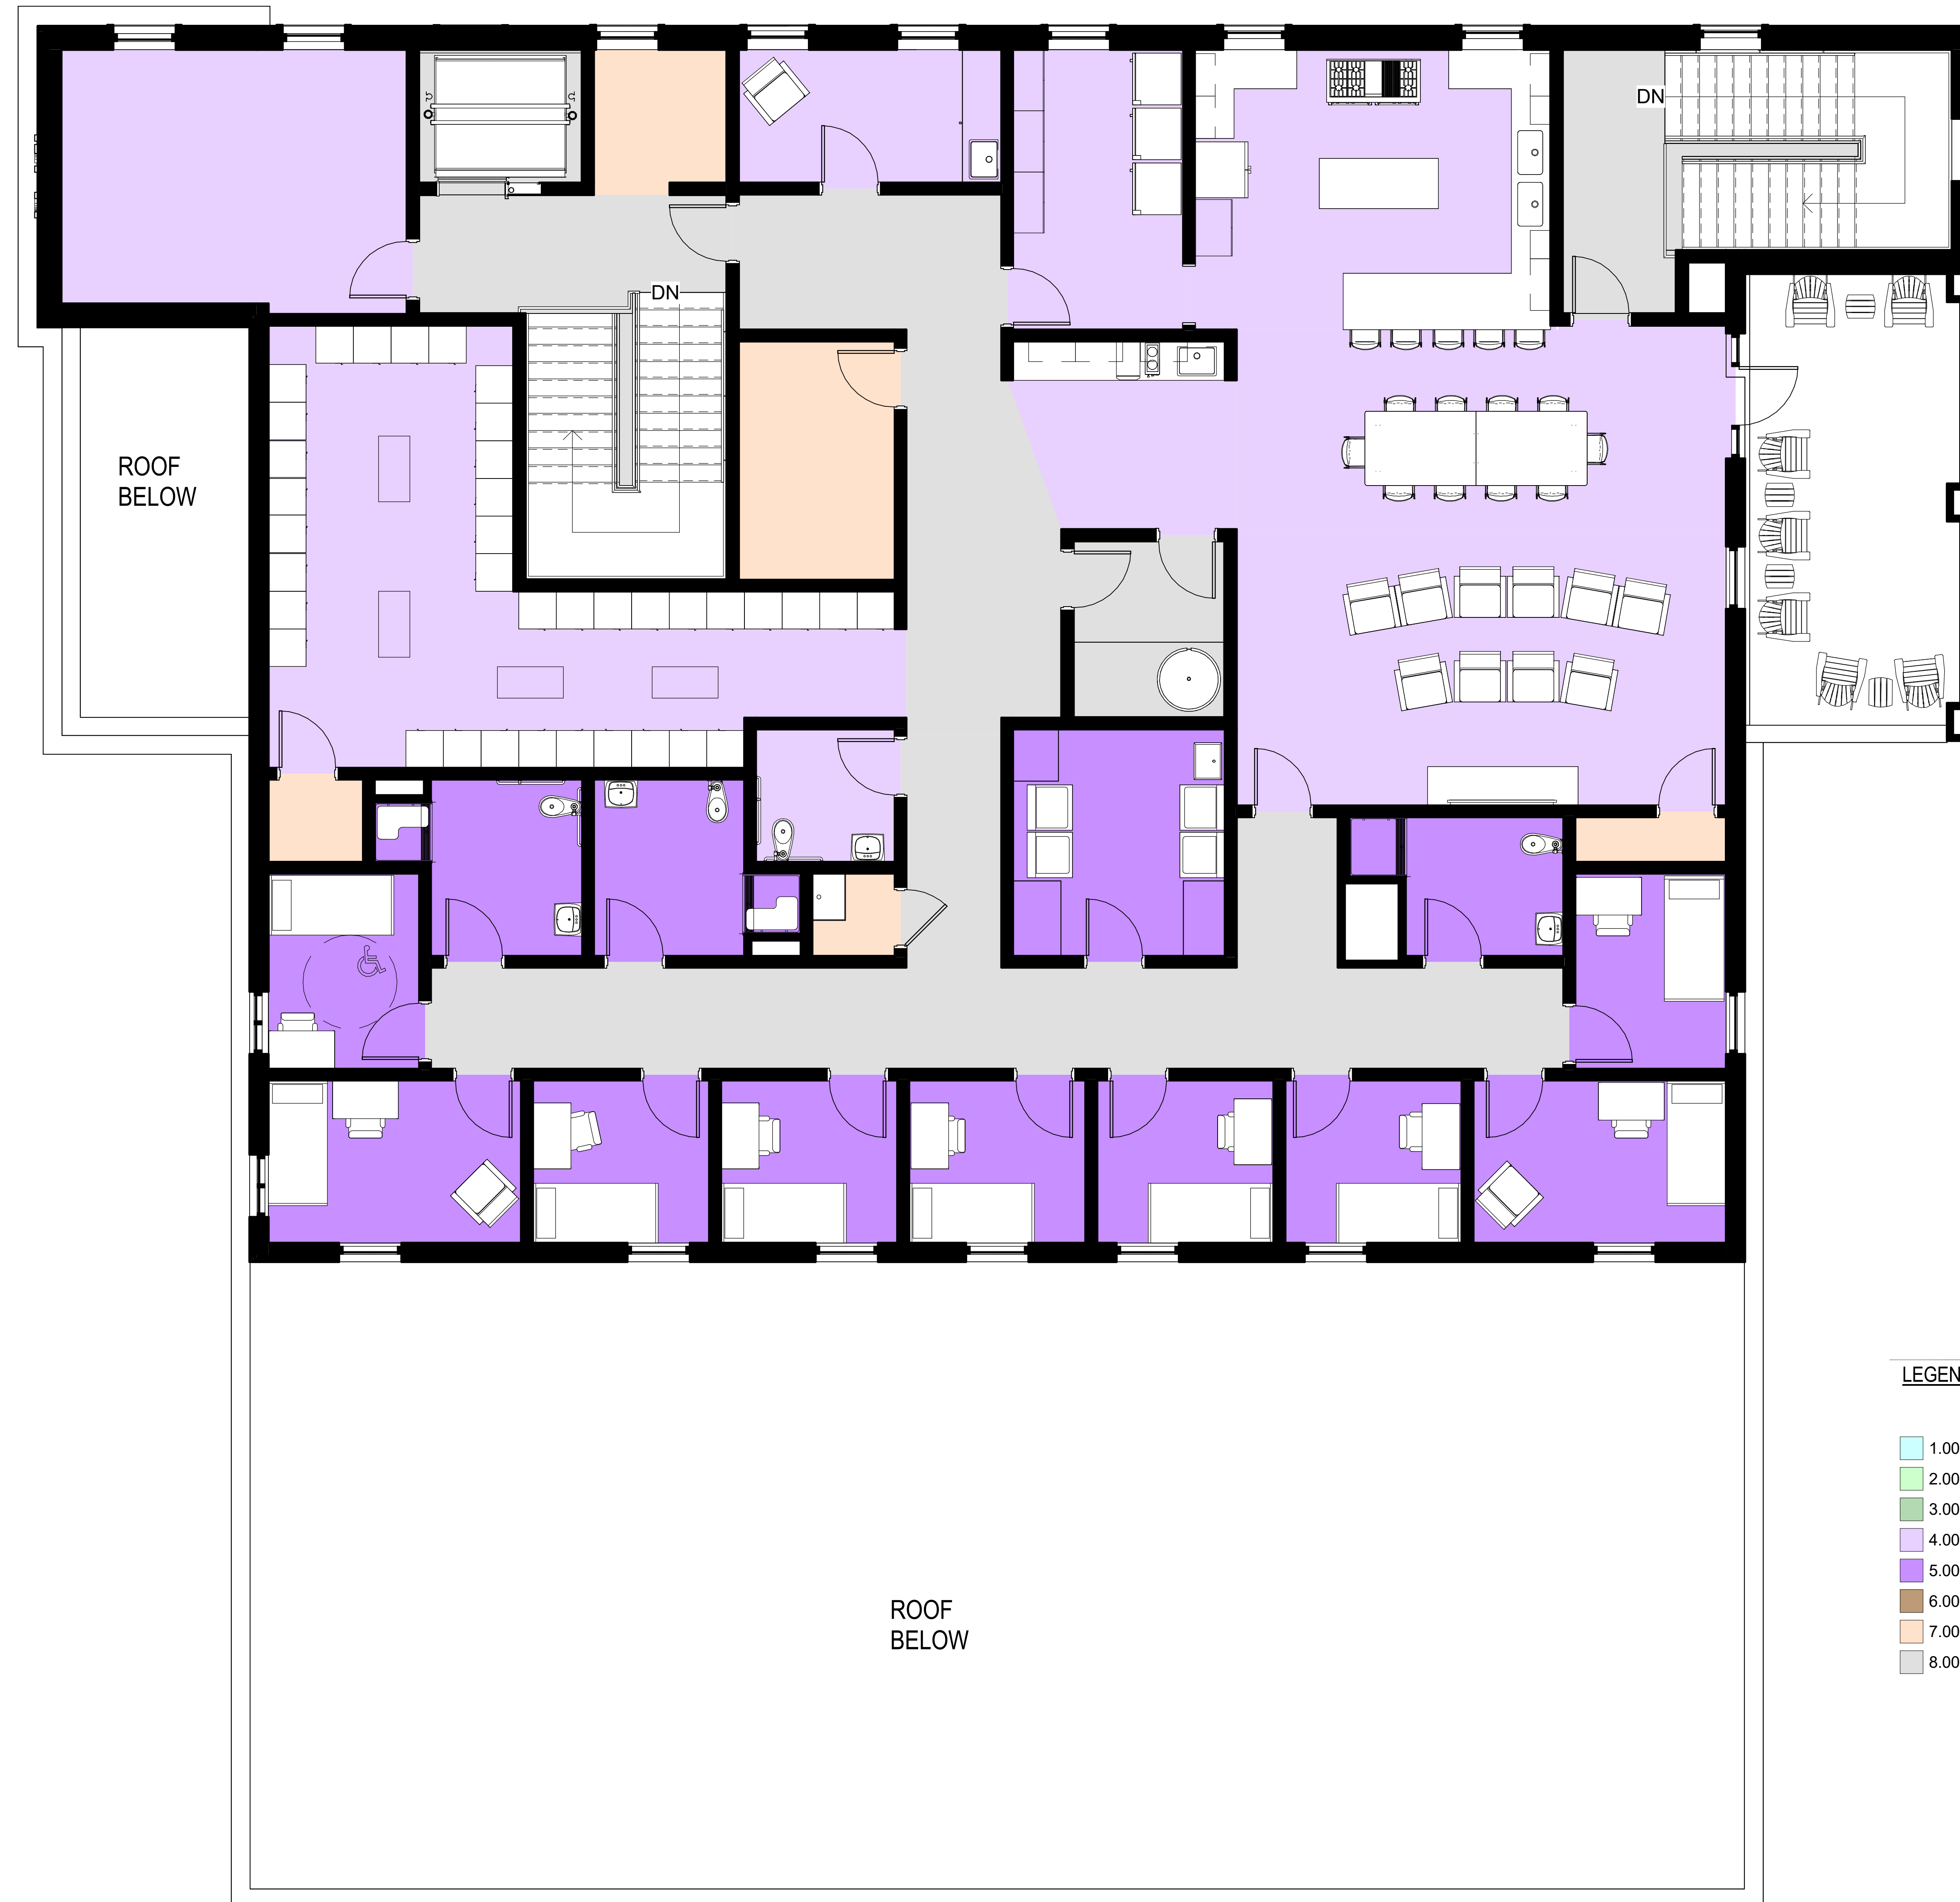 DN
DN
ROOF
BELOW
ROOF
BELOW
LEGEN
1.00
2.00
3.00
4.00
5.00
6.00
7.00
8.00